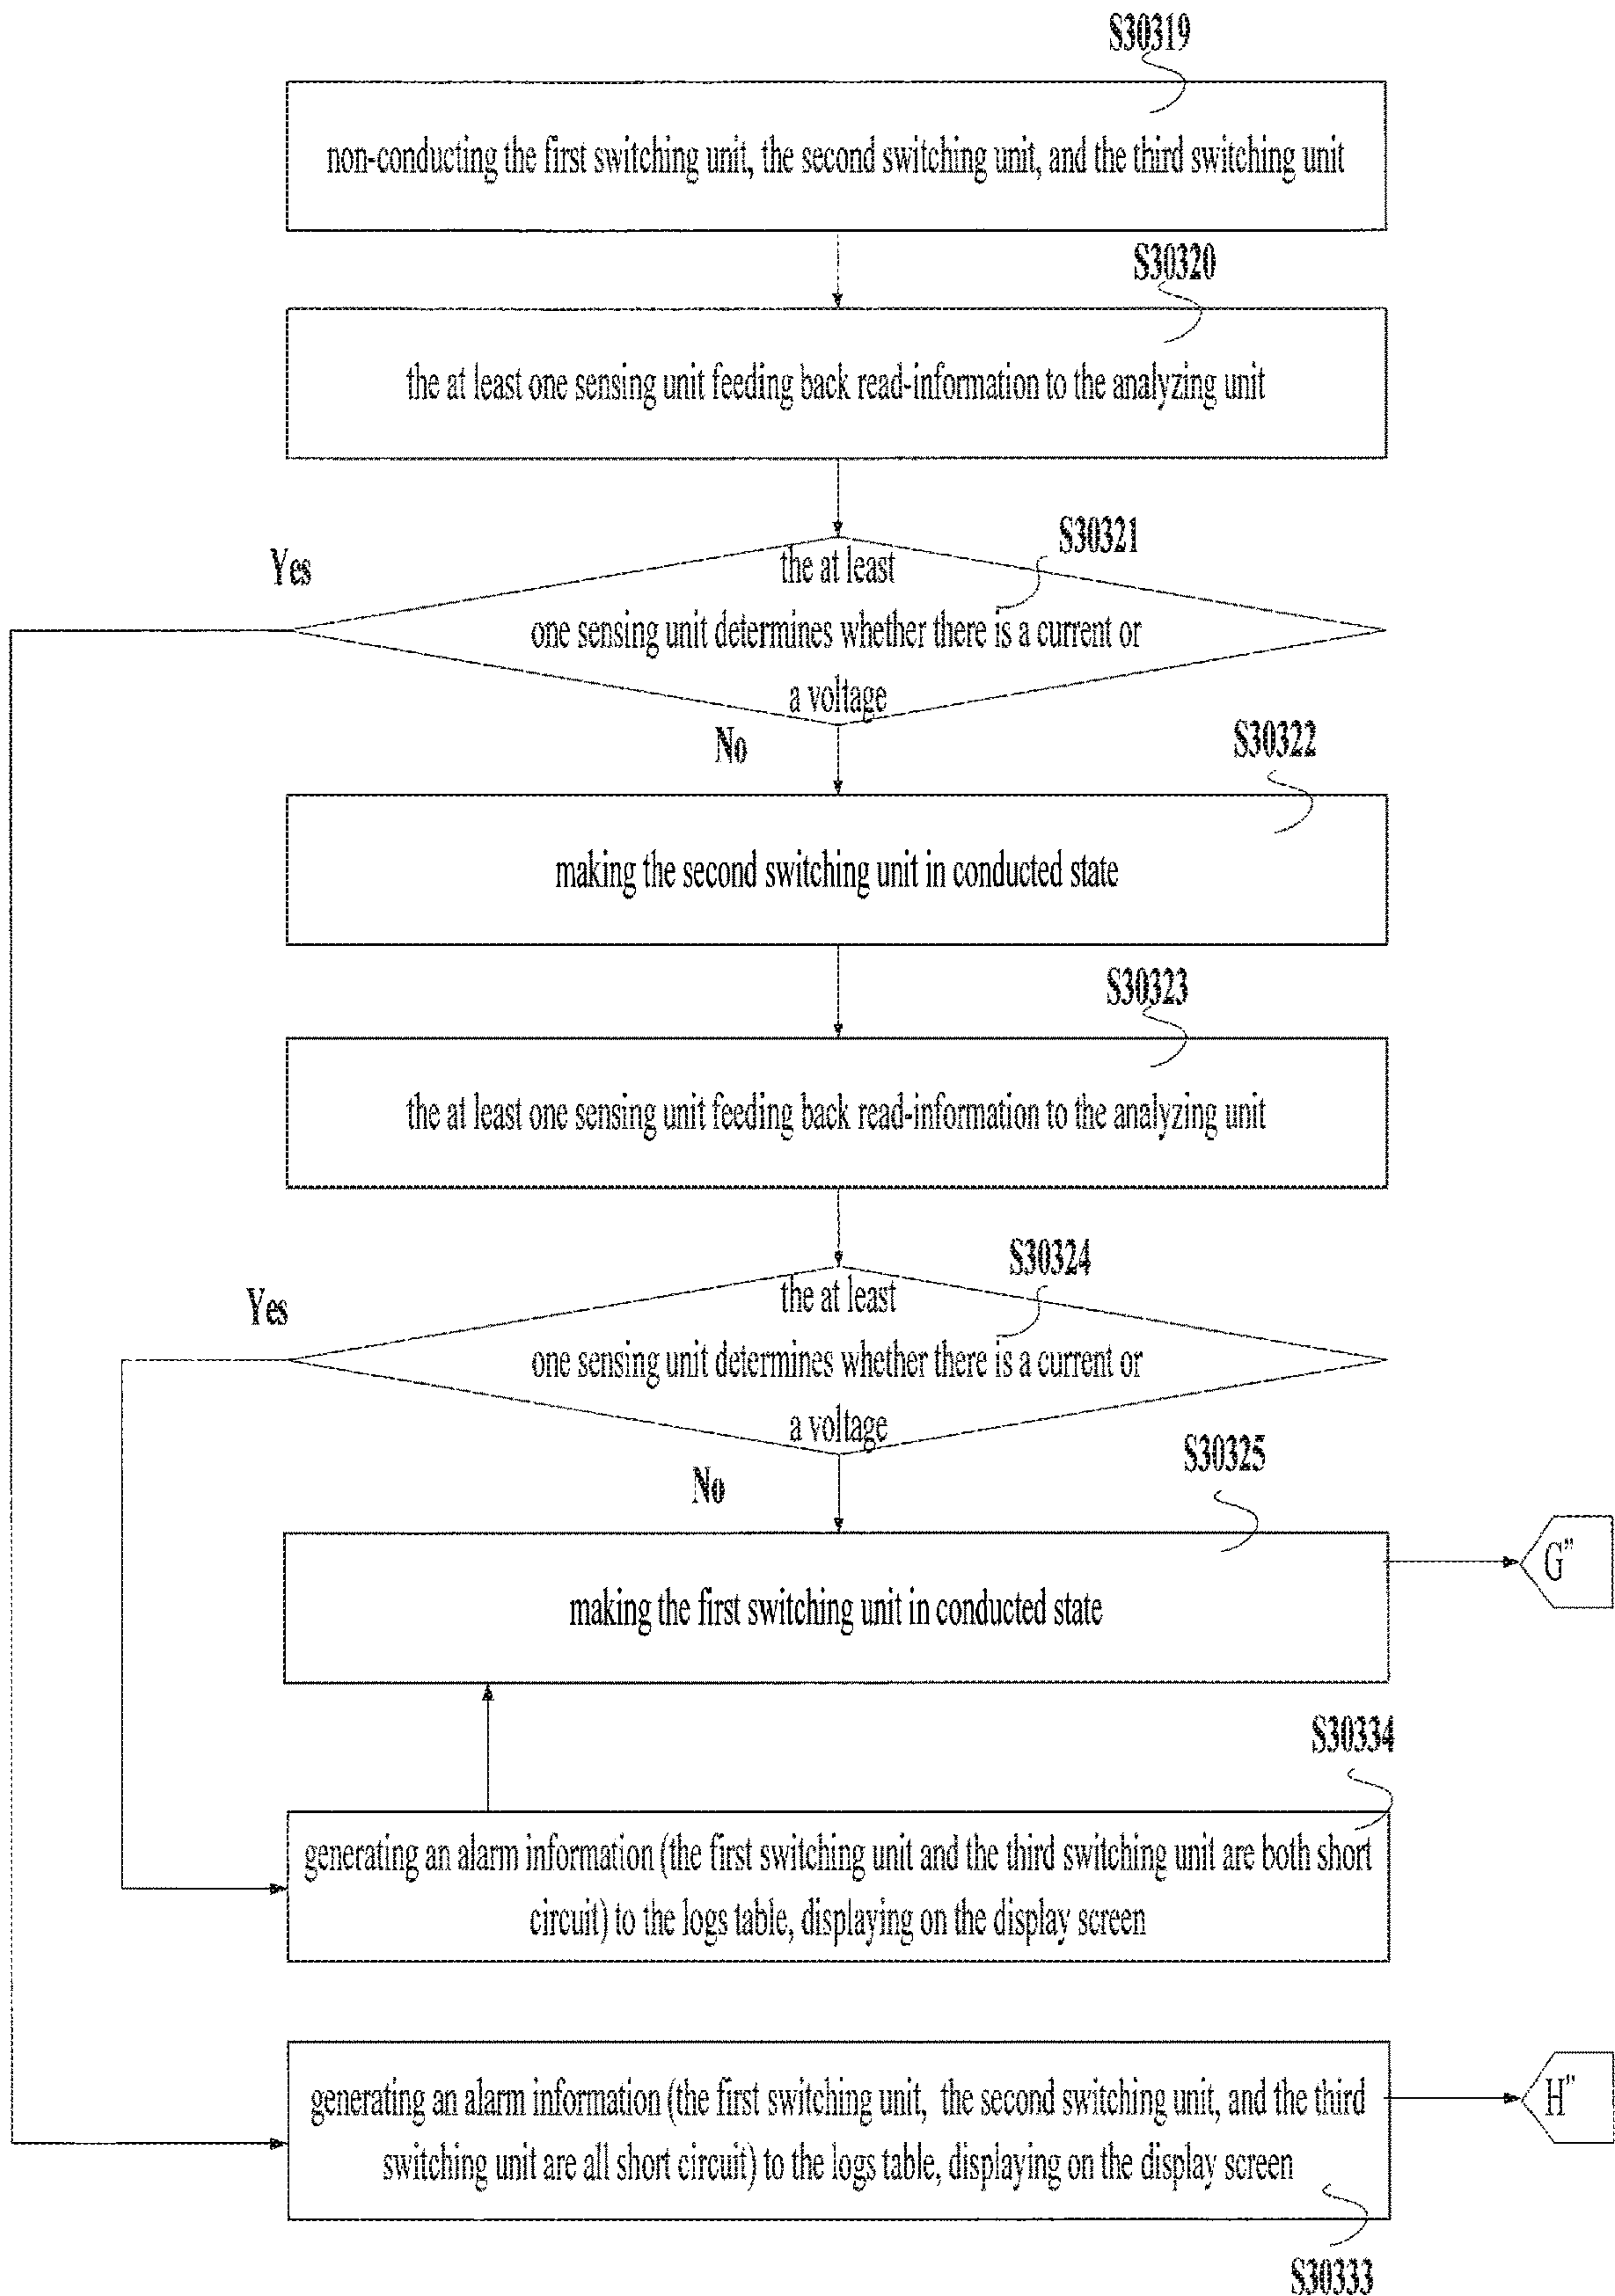 S30319
non-conducting the first switching unit, the second switching unit, and the third switching unit
S30320
the at least one sensing unit feeding back read-information to the analyzing unit
S30321
Yes
the at least
one sensing unit determines whether there is a current or
a voltage
No
S30322
making the second switching unit in conducted state
S30323
the at least one sensing unit feeding back read-information to the analyzing unit
S30324
Yes
the at least
one sensing unit determines whether there is a current or
a voltage
No
S30325
making the first switching unit in conducted state
G"
S30334
generating an alarm information (the first switching unit and the third switching unit are both short
circuit) to the logs table, displaying on the display screen
generating an alarm information (the first switching unit, the second switching unit, and the third
switching unit are all short circuit) to the logs table, displaying on the display screen
H"
S30333